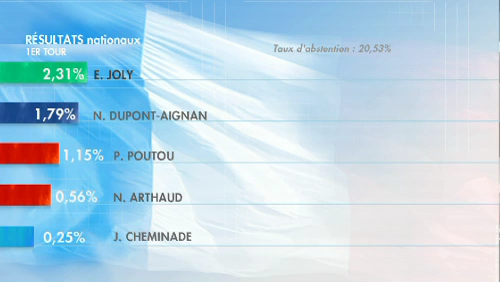 RÉSULTATS nationaux
1ER TOUR
Taux d'abstention : 20,53%
2,31% E. JOLY
1,79% N. DUPONT-AIGNAN
1,15% P. POUTOU
0,56% N. ARTHAUD
0,25% J. CHEMINADE